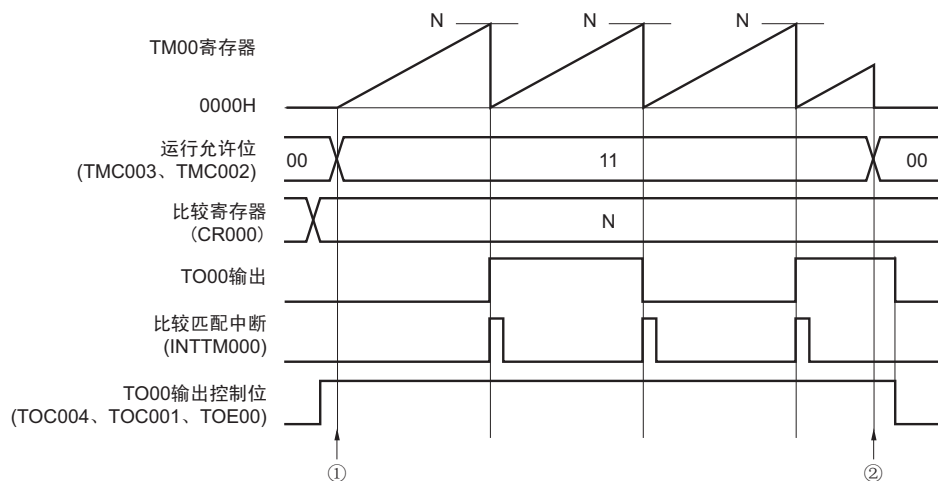 N N N
TM00寄存器
0000H
运行允许位
(TMC003、TMC002)
00 11 00
比较寄存器
（CR000）
N
TO00输出
比较匹配中断
(INTTM000)
TO00输出控制位
(TOC004、TOC001、TOE00)
① ②